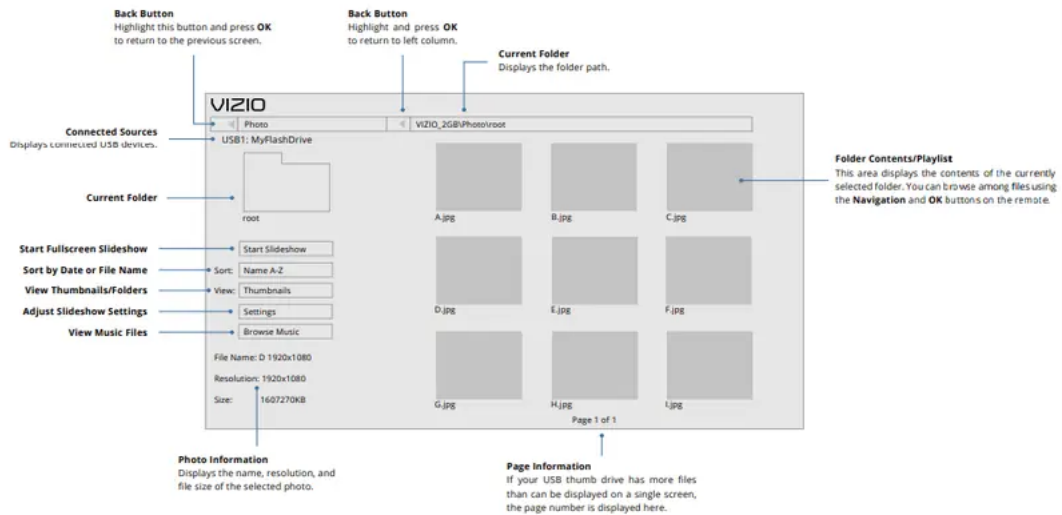 Back Button
Highlight this button and press OK
to return to the previous screen.
Back Button
Highlight and press OK
to return to left column.
Current Folder
Displays the folder path.
VIZIO
Photo
VIZIO_2GB\Photo\root
Connected Sources
Displays connected USB devices.
USB1: MyFlashDrive
Current Folder
root
Start Fullscreen Slideshow
Start Slideshow
Sort by Date or File Name
Sort: Name A-Z
View Thumbnails/Folders
View: Thumbnails
Adjust Slideshow Settings
Settings
View Music Files
Browse Music
File Name: D 1920x1080
Resolution: 1920x1080
Size: 1607270KB
A.jpg
B.jpg
C.jpg
D.jpg
E.jpg
F.jpg
G.jpg
H.jpg
I.jpg
Page 1 of 1
Folder Contents/Playlist
This area displays the contents of the currently
selected folder. You can browse among files using
the Navigation and OK buttons on the remote.
Photo Information
Displays the name, resolution, and
file size of the selected photo.
Page Information
If your USB thumb drive has more files
than can be displayed on a single screen,
the page number is displayed here.